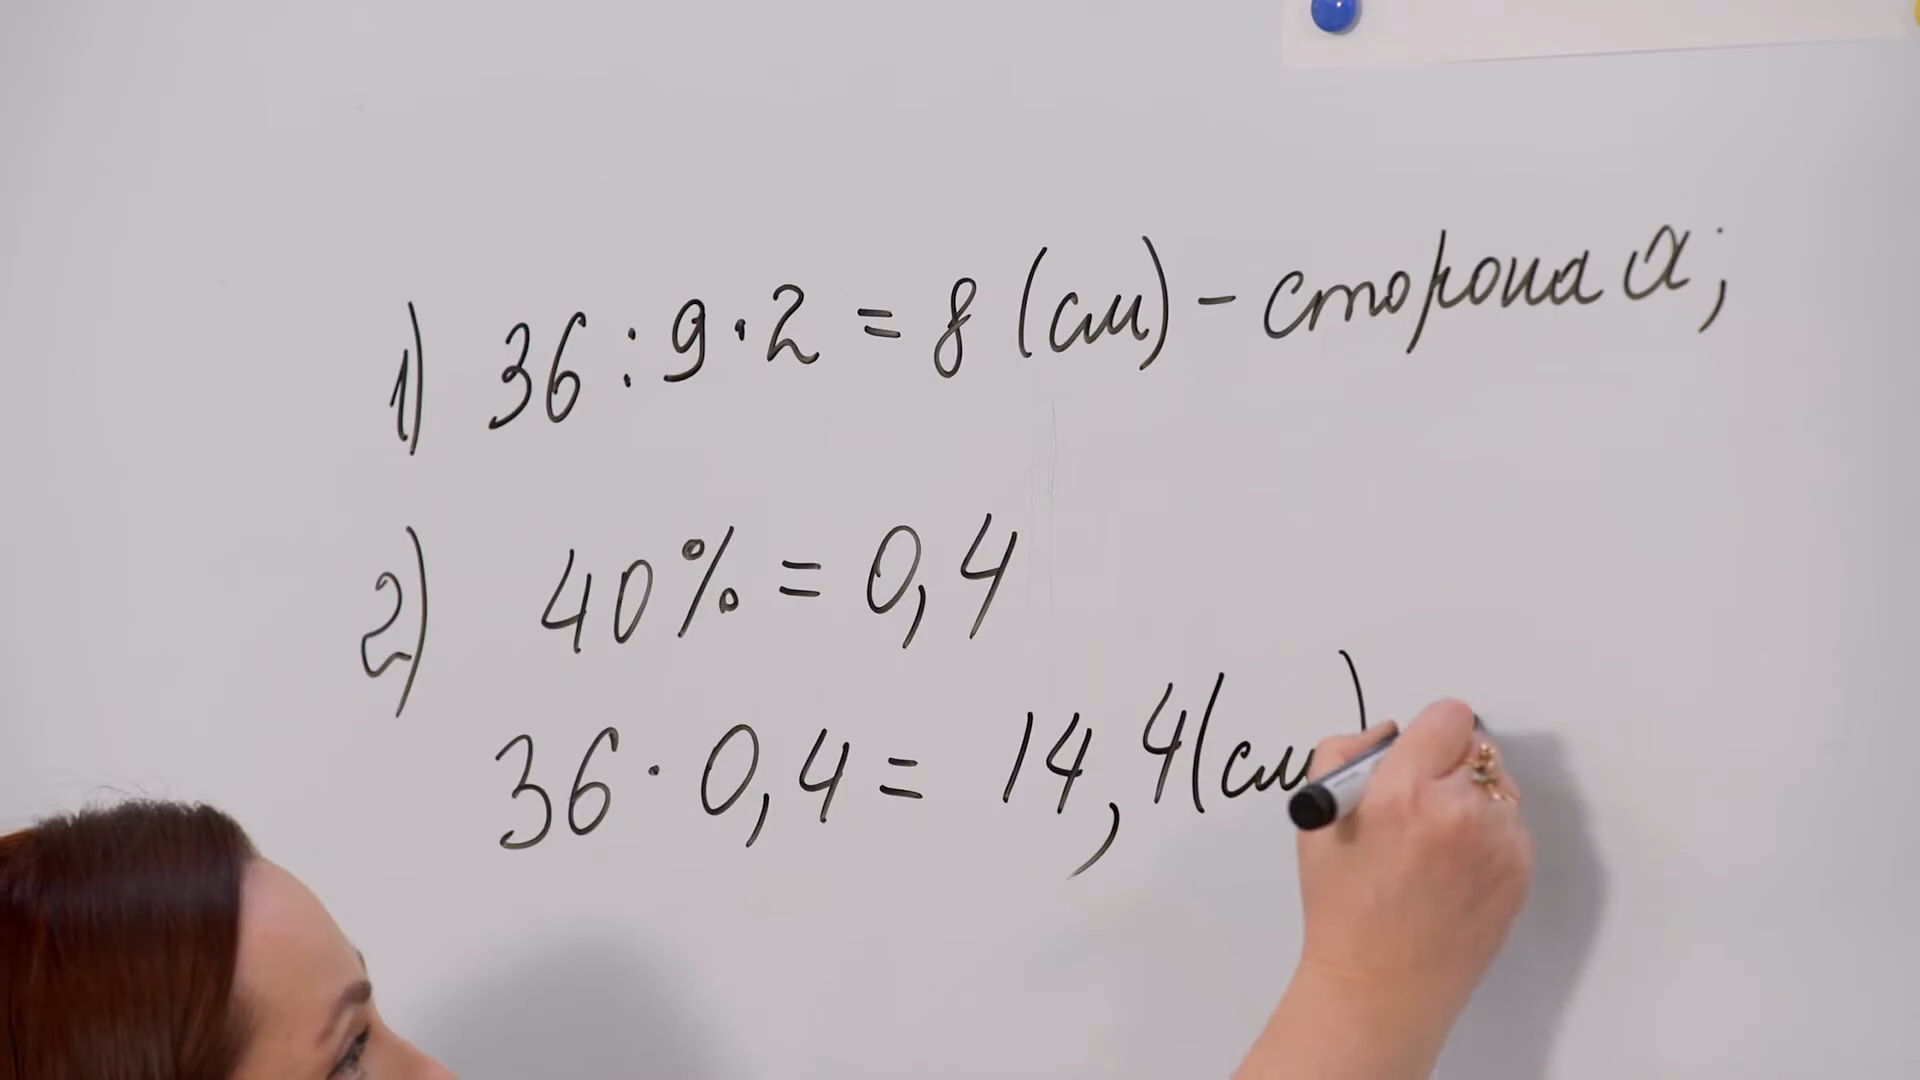 1) 36 : 9 · 2 = 8 (см) - сторона a;
2) 40% = 0,4
36 · 0,4 = 14,4 (см)